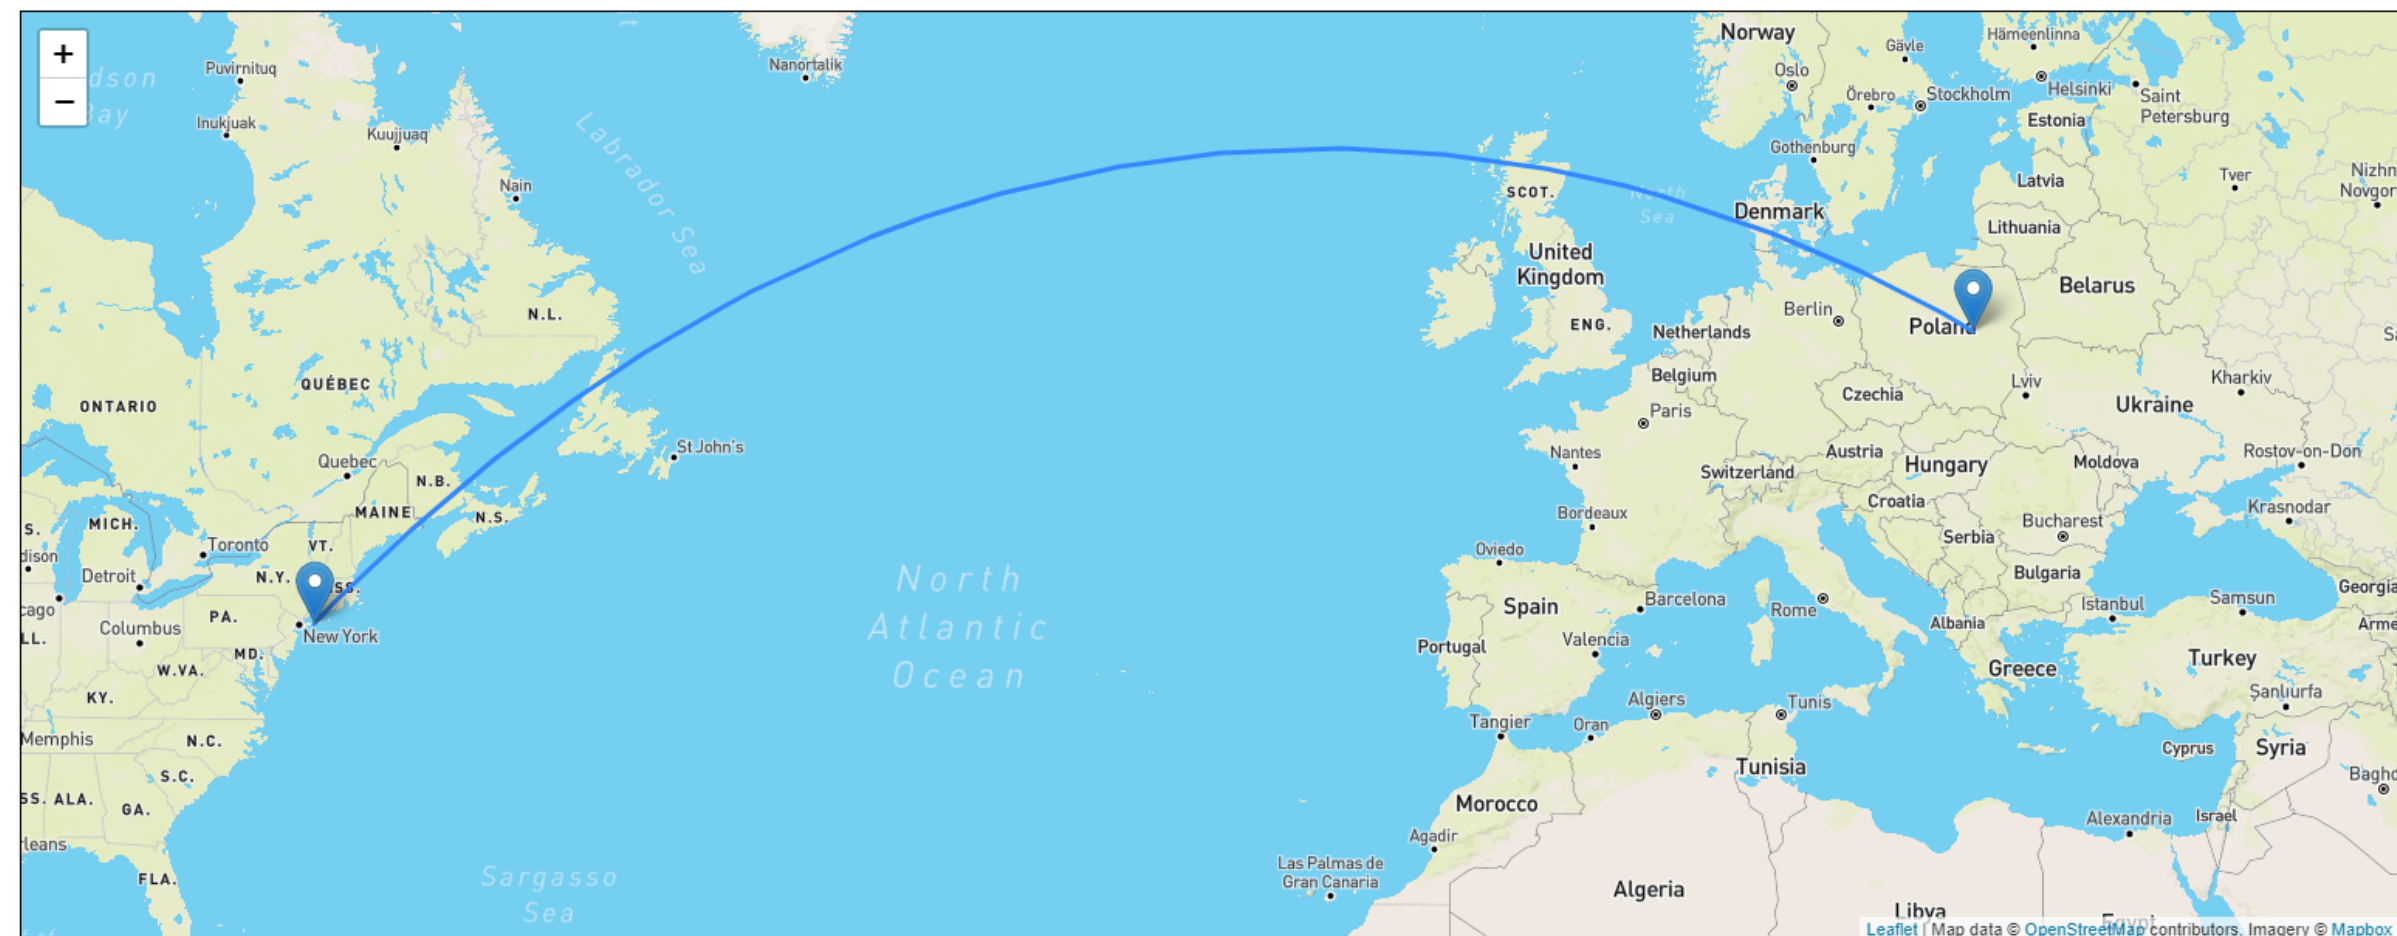 +
−
Puvirnituq
Inukjuak
Kuujjuaq
Nain
Nanortalik
Labrador Sea
N.L.
QUÉBEC
ONTARIO
Quebec
St John's
N.B.
MAINE
N.S.
MICH.
Toronto
VT.
Detroit
N.Y.
PA.
Columbus
New York
MD.
W.VA.
KY.
Memphis
N.C.
S.C.
ALA.
GA.
FLA.
Sargasso
Sea
North
Atlantic
Ocean
Norway
Oslo
Gävle
Örebro
Stockholm
Hämeenlinna
Helsinki
Saint
Petersburg
Estonia
Gothenburg
Latvia
Tver
Lithuania
SCOT.
North
Sea
Denmark
United
Kingdom
ENG.
Netherlands
Berlin
Poland
Belarus
Belgium
Paris
Czechia
Lviv
Kharkiv
Ukraine
Nantes
Switzerland
Austria
Hungary
Moldova
Rostov-on-Don
Bordeaux
Croatia
Serbia
Bucharest
Krasnodar
Oviedo
Bulgaria
Georgia
Spain
Barcelona
Rome
Istanbul
Samsun
Albania
Portugal
Valencia
Greece
Turkey
Algiers
Tunis
Şanlıurfa
Tangier
Oran
Cyprus
Syria
Tunisia
Morocco
Agadir
Alexandria
Israel
Las Palmas de
Gran Canaria
Algeria
Libya
Egypt
Leaflet | Map data © OpenStreetMap contributors, Imagery © Mapbox